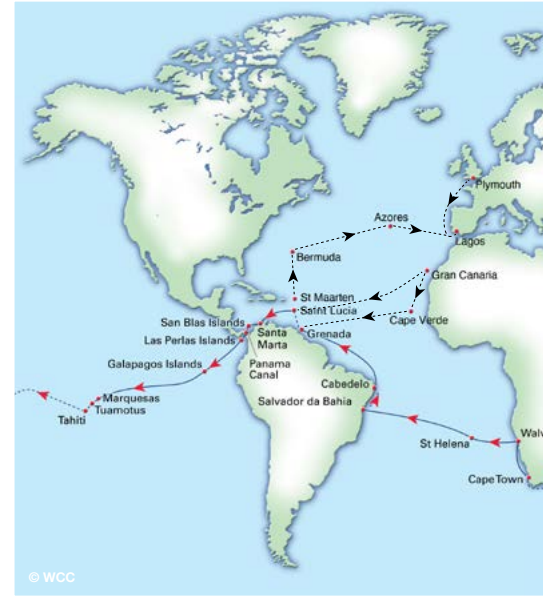 Plymouth
Azores
Lagos
Bermuda
Gran Canaria
St Maarten
Saint Lucia
San Blas Islands
Santa
Marta
Grenada
Cape Verde
Las Perlas Islands
Panama
Canal
Galapagos Islands
Cabedelo
Marquesas
Salvador da Bahia
Tuamotus
Tahiti
Walv
St Helena
Cape Town
© WCC